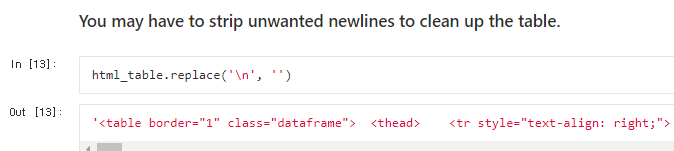 You may have to strip unwanted newlines to clean up the table.
In [13]:
html_table.replace('\n', '')
Out [13]:
'<table border="1" class="dataframe">  <thead>    <tr style="text-align: right;">